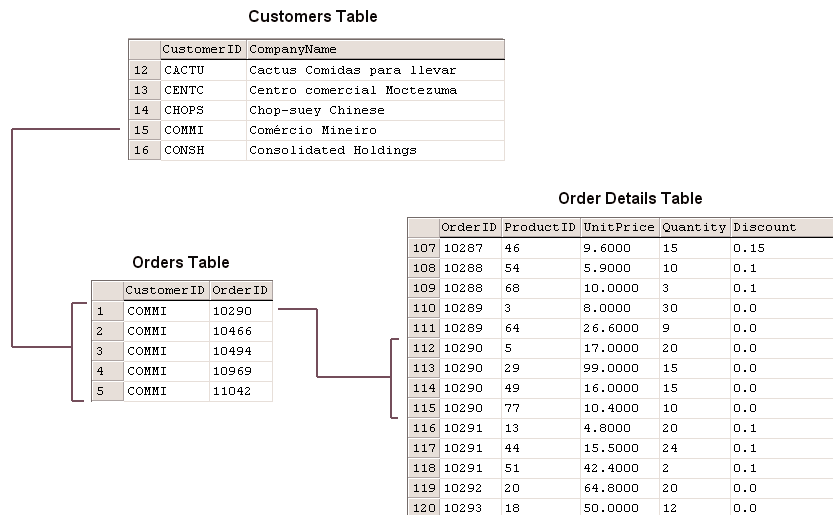 Customers Table
CustomerID CompanyName
12 CACTU Cactus Comidas para llevar
13 CENTC Centro comercial Moctezuma
14 CHOPS Chop-suey Chinese
15 COMMI Comércio Mineiro
16 CONSH Consolidated Holdings
Order Details Table
OrderID ProductID UnitPrice Quantity Discount
107 10287 46 9.6000 15 0.15
108 10288 54 5.9000 10 0.1
109 10288 68 10.0000 3 0.1
110 10289 3 8.0000 30 0.0
111 10289 64 26.6000 9 0.0
112 10290 5 17.0000 20 0.0
113 10290 29 99.0000 15 0.0
114 10290 49 16.0000 15 0.0
115 10290 77 10.4000 10 0.0
116 10291 13 4.8000 20 0.1
117 10291 44 15.5000 24 0.1
118 10291 51 42.4000 2 0.1
119 10292 20 64.8000 20 0.0
120 10293 18 50.0000 12 0.0
Orders Table
CustomerID OrderID
1 COMMI 10290
2 COMMI 10466
3 COMMI 10494
4 COMMI 10969
5 COMMI 11042